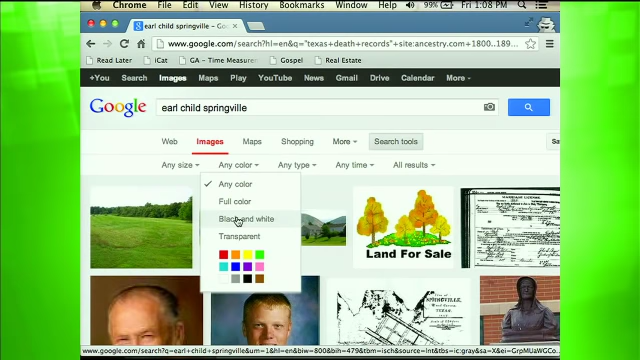 Chrome File Edit View History Bookmarks Window Help 99% Fri 1:08 PM
earl child springville - Go
www.google.com/search?hl=en&q="texas+death+records"+site:ancestry.com+1800..189
Read Later iCat GA - Time Measurement Gospel Real Estate
+You Search Images Maps Play YouTube News Gmail Drive Calendar More
Google earl child springville
Web Images Maps Shopping More Search tools Sa
Any size Any color Any type Any time All results
Any color
Full color
Black and white
Transparent
Land For Sale
MARRIAGE LICENSE
SPRINGVILLE,
www.google.com/search?q=earl+child+springville&um=1&hl=en&biw=800&bih=479&tbm=isch&source=lnt&tbs=ic:gray&sa=X&ei=GrpMUaWGCo